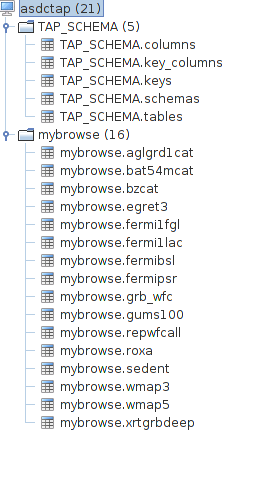 asdctap (21)
TAP_SCHEMA (5)
TAP_SCHEMA.columns
TAP_SCHEMA.key_columns
TAP_SCHEMA.keys
TAP_SCHEMA.schemas
TAP_SCHEMA.tables
mybrowse (16)
mybrowse.aglgrd1cat
mybrowse.bat54mcat
mybrowse.bzcat
mybrowse.egret3
mybrowse.fermi1fgl
mybrowse.fermi1lac
mybrowse.fermibsl
mybrowse.fermipsr
mybrowse.grb_wfc
mybrowse.gums100
mybrowse.repwfcall
mybrowse.roxa
mybrowse.sedent
mybrowse.wmap3
mybrowse.wmap5
mybrowse.xrtgrbdeep